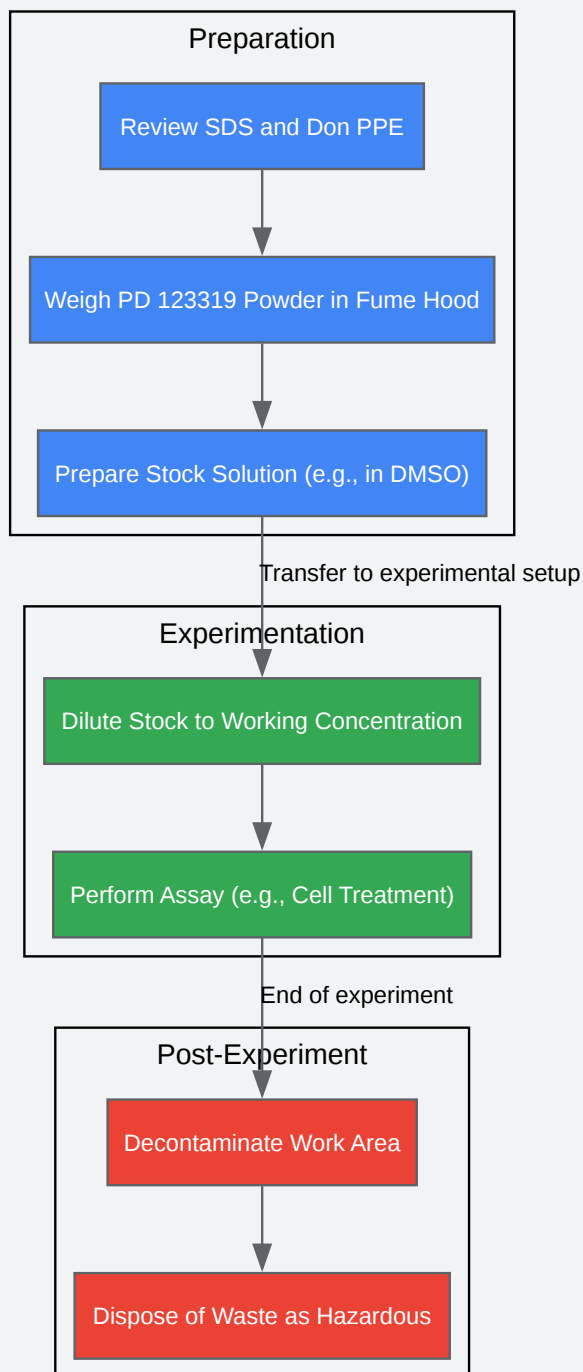 Preparation
Review SDS and Don PPE
Weigh PD 123319 Powder in Fume Hood
Prepare Stock Solution (e.g., in DMSO)
Transfer to experimental setup
Experimentation
Dilute Stock to Working Concentration
Perform Assay (e.g., Cell Treatment)
End of experiment
Post-Experiment
Decontaminate Work Area
Dispose of Waste as Hazardous